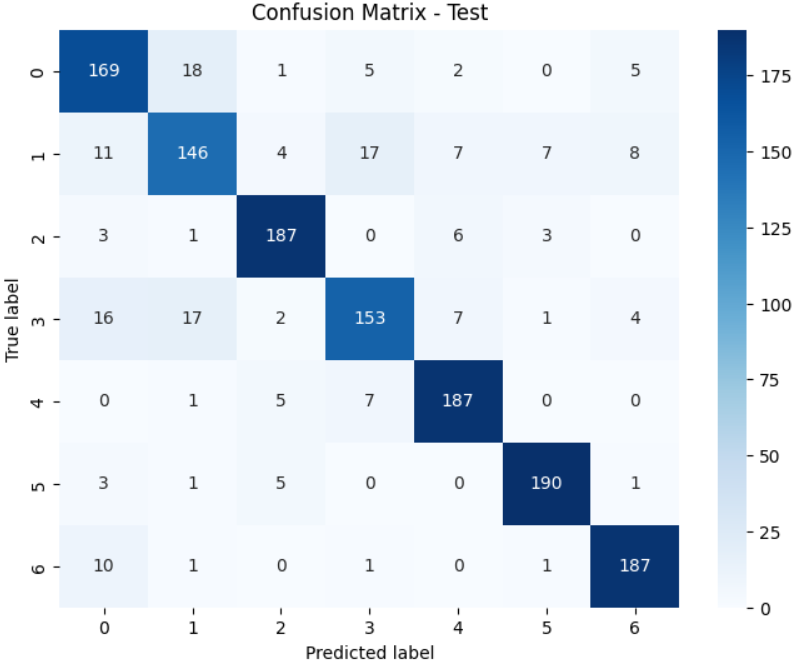 Confusion Matrix - Test
True label
0 169 18 1 5 2 0 5
1 11 146 4 17 7 7 8
2 3 1 187 0 6 3 0
3 16 17 2 153 7 1 4
4 0 1 5 7 187 0 0
5 3 1 5 0 0 190 1
6 10 1 0 1 0 1 187
0 1 2 3 4 5 6
Predicted label
175
150
125
100
75
50
25
0